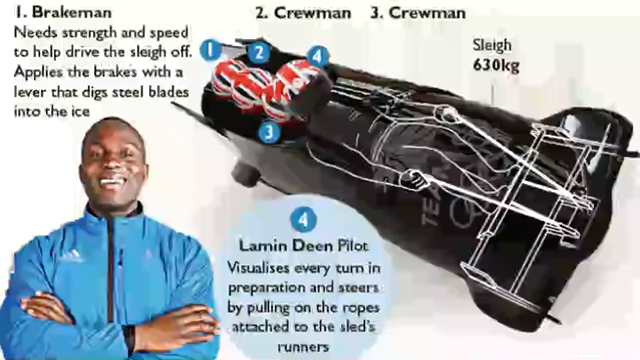 1. Brakeman
Needs strength and speed
to help drive the sleigh off.
Applies the brakes with a
lever that digs steel blades
into the ice
2. Crewman 3. Crewman
1
2
4
3
Sleigh
630kg
TEAM
4
Lamin Deen Pilot
Visualises every turn in
preparation and steers
by pulling on the ropes
attached to the sled's
runners